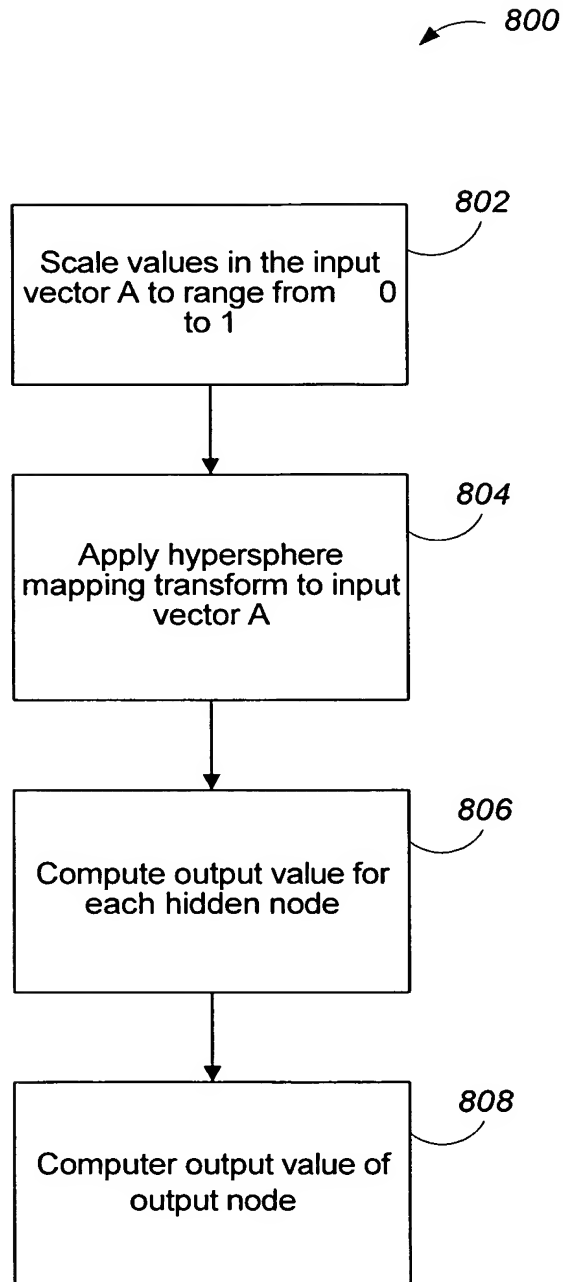 800
802
Scale values in the input
vector A to range from 0
to 1
804
Apply hypersphere
mapping transform to input
vector A
806
Compute output value for
each hidden node
808
Computer output value of
output node